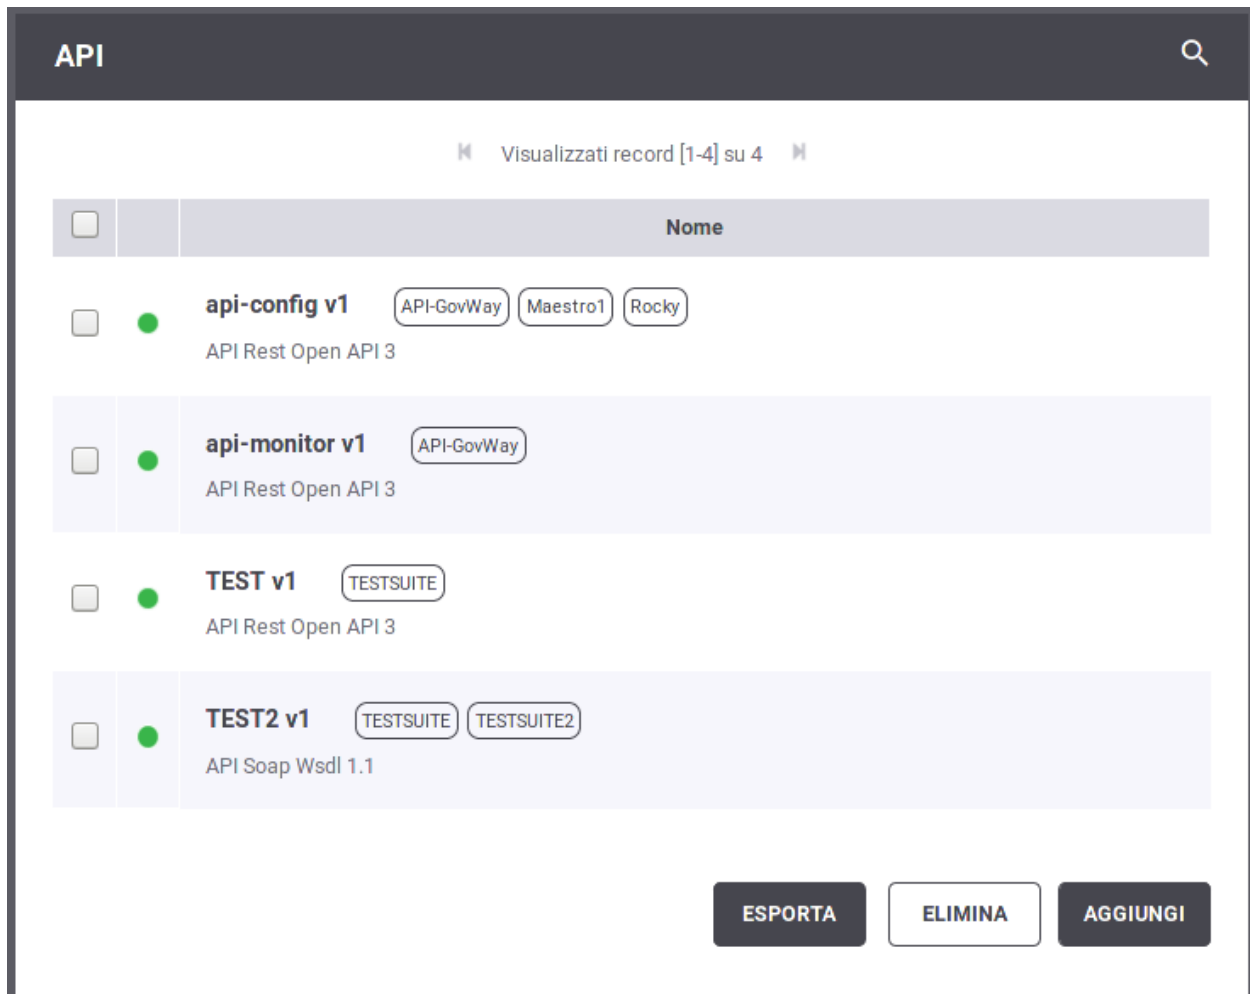 API
Visualizzati record [1-4] su 4
Nome
api-config v1 API-GovWay Maestro1 Rocky
API Rest Open API 3
api-monitor v1 API-GovWay
API Rest Open API 3
TEST v1 TESTSUITE
API Rest Open API 3
TEST2 v1 TESTSUITE TESTSUITE2
API Soap Wsdl 1.1
ESPORTA ELIMINA AGGIUNGI